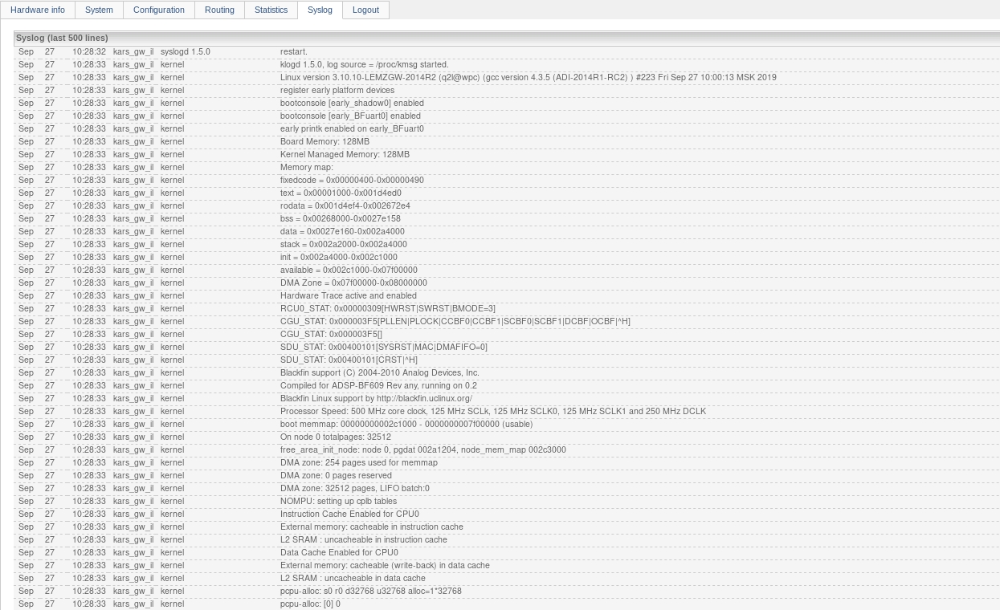 Hardware info System Configuration Routing Statistics Syslog Logout
Syslog (last 500 lines)
Sep 27 10:28:32 kars_gw_il syslogd 1.5.0 restart.
Sep 27 10:28:33 kars_gw_il kernel klogd 1.5.0, log source = /proc/kmsg started.
Sep 27 10:28:33 kars_gw_il kernel Linux version 3.10.10-LEMZGW-2014R2 (q2l@wpc) (gcc version 4.3.5 (ADI-2014R1-RC2) ) #223 Fri Sep 27 10:00:13 MSK 2019
Sep 27 10:28:33 kars_gw_il kernel register early platform devices
Sep 27 10:28:33 kars_gw_il kernel bootconsole [early_shadow0] enabled
Sep 27 10:28:33 kars_gw_il kernel bootconsole [early_BFuart0] enabled
Sep 27 10:28:33 kars_gw_il kernel early printk enabled on early_BFuart0
Sep 27 10:28:33 kars_gw_il kernel Board Memory: 128MB
Sep 27 10:28:33 kars_gw_il kernel Kernel Managed Memory: 128MB
Sep 27 10:28:33 kars_gw_il kernel Memory map:
Sep 27 10:28:33 kars_gw_il kernel fixedcode = 0x00000400-0x00000490
Sep 27 10:28:33 kars_gw_il kernel text = 0x00001000-0x001d4ed0
Sep 27 10:28:33 kars_gw_il kernel rodata = 0x001d4ef4-0x002672e4
Sep 27 10:28:33 kars_gw_il kernel bss = 0x00268000-0x0027e158
Sep 27 10:28:33 kars_gw_il kernel data = 0x0027e160-0x002a4000
Sep 27 10:28:33 kars_gw_il kernel stack = 0x002a2000-0x002a4000
Sep 27 10:28:33 kars_gw_il kernel init = 0x002a4000-0x002c1000
Sep 27 10:28:33 kars_gw_il kernel available = 0x002c1000-0x07f00000
Sep 27 10:28:33 kars_gw_il kernel DMA Zone = 0x07f00000-0x08000000
Sep 27 10:28:33 kars_gw_il kernel Hardware Trace active and enabled
Sep 27 10:28:33 kars_gw_il kernel RCU0_STAT: 0x00000309[HWRST|SWRST|BMODE=3]
Sep 27 10:28:33 kars_gw_il kernel CGU_STAT: 0x000003F5[PLLEN|PLOCK|CCBF0|CCBF1|SCBF0|SCBF1|DCBF|OCBF|^H]
Sep 27 10:28:33 kars_gw_il kernel CGU_STAT: 0x000003F5[]
Sep 27 10:28:33 kars_gw_il kernel SDU_STAT: 0x00400101[SYSRST|MAC|DMAFIFO=0]
Sep 27 10:28:33 kars_gw_il kernel SDU_STAT: 0x00400101[CRST|^H]
Sep 27 10:28:33 kars_gw_il kernel Blackfin support (C) 2004-2010 Analog Devices, Inc.
Sep 27 10:28:33 kars_gw_il kernel Compiled for ADSP-BF609 Rev any, running on 0.2
Sep 27 10:28:33 kars_gw_il kernel Blackfin Linux support by http://blackfin.uclinux.org/
Sep 27 10:28:33 kars_gw_il kernel Processor Speed: 500 MHz core clock, 125 MHz SCLk, 125 MHz SCLK0, 125 MHz SCLK1 and 250 MHz DCLK
Sep 27 10:28:33 kars_gw_il kernel boot memmap: 00000000002c1000 - 0000000007f00000 (usable)
Sep 27 10:28:33 kars_gw_il kernel On node 0 totalpages: 32512
Sep 27 10:28:33 kars_gw_il kernel free_area_init_node: node 0, pgdat 002a1204, node_mem_map 002c3000
Sep 27 10:28:33 kars_gw_il kernel DMA zone: 254 pages used for memmap
Sep 27 10:28:33 kars_gw_il kernel DMA zone: 0 pages reserved
Sep 27 10:28:33 kars_gw_il kernel DMA zone: 32512 pages, LIFO batch:0
Sep 27 10:28:33 kars_gw_il kernel NOMPU: setting up cplb tables
Sep 27 10:28:33 kars_gw_il kernel Instruction Cache Enabled for CPU0
Sep 27 10:28:33 kars_gw_il kernel External memory: cacheable in instruction cache
Sep 27 10:28:33 kars_gw_il kernel L2 SRAM : uncacheable in instruction cache
Sep 27 10:28:33 kars_gw_il kernel Data Cache Enabled for CPU0
Sep 27 10:28:33 kars_gw_il kernel External memory: cacheable (write-back) in data cache
Sep 27 10:28:33 kars_gw_il kernel L2 SRAM : uncacheable in data cache
Sep 27 10:28:33 kars_gw_il kernel pcpu-alloc: s0 r0 d32768 u32768 alloc=1*32768
Sep 27 10:28:33 kars_gw_il kernel pcpu-alloc: [0] 0